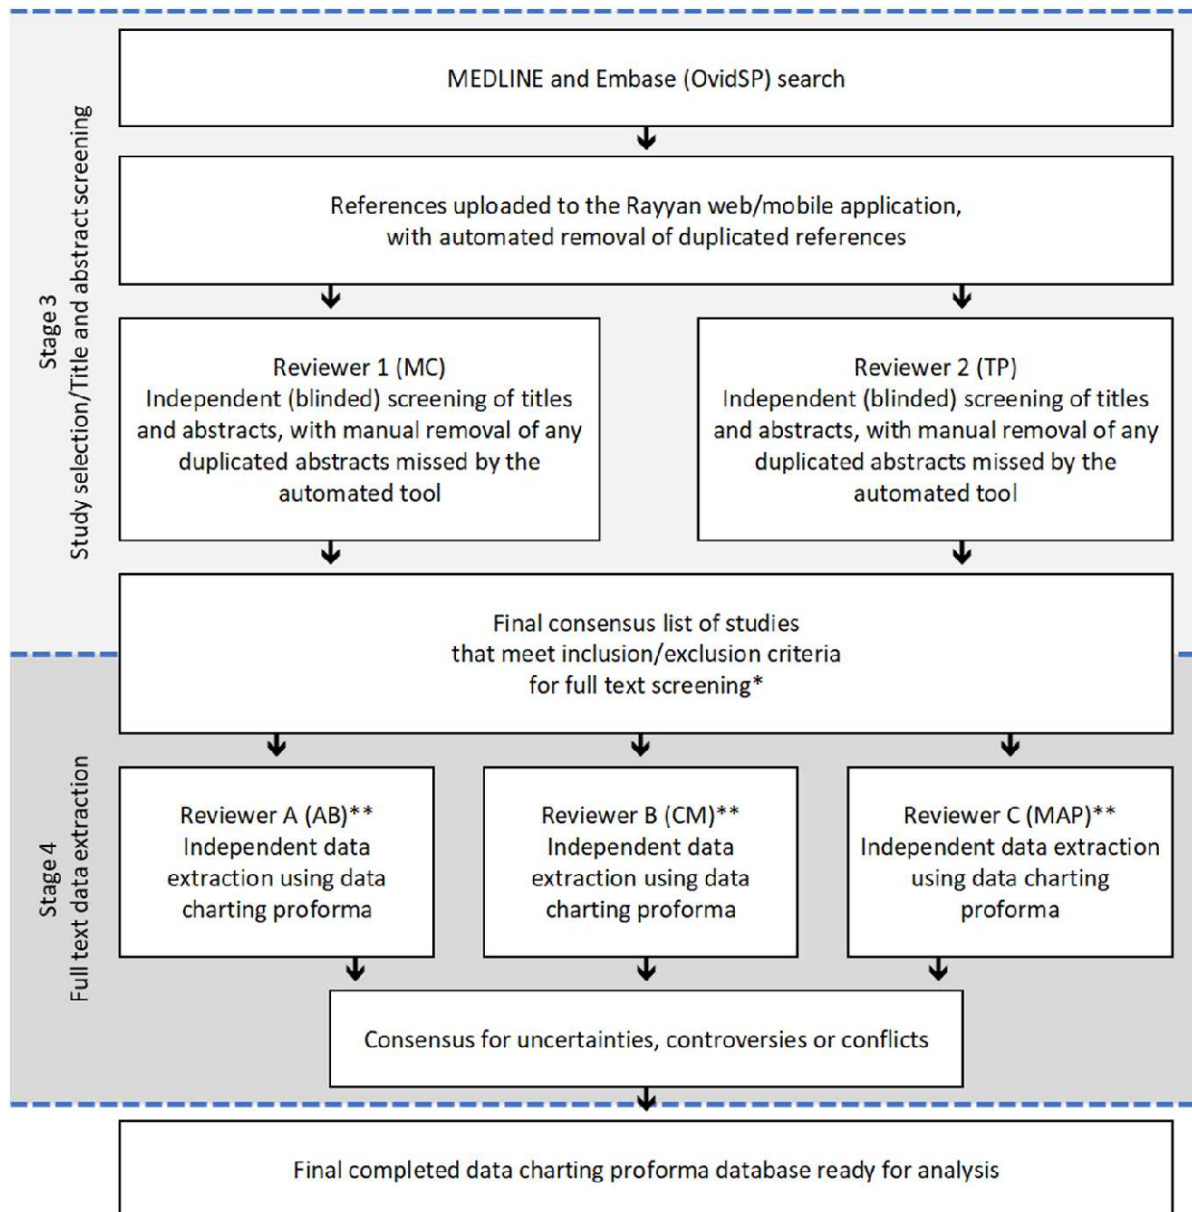 MEDLINE and Embase (OvidSP) search
References uploaded to the Rayyan web/mobile application,
with automated removal of duplicated references
Stage 3
Study selection/Title and abstract screening
Reviewer 1 (MC)
Independent (blinded) screening of titles
and abstracts, with manual removal of any
duplicated abstracts missed by the
automated tool
Reviewer 2 (TP)
Independent (blinded) screening of titles
and abstracts, with manual removal of any
duplicated abstracts missed by the
automated tool
Final consensus list of studies
that meet inclusion/exclusion criteria
for full text screening*
Stage 4
Full text data extraction
Reviewer A (AB)**
Independent data
extraction using data
charting proforma
Reviewer B (CM)**
Independent data
extraction using data
charting proforma
Reviewer C (MAP)**
Independent data extraction
using data charting
proforma
Consensus for uncertainties, controversies or conflicts
Final completed data charting proforma database ready for analysis